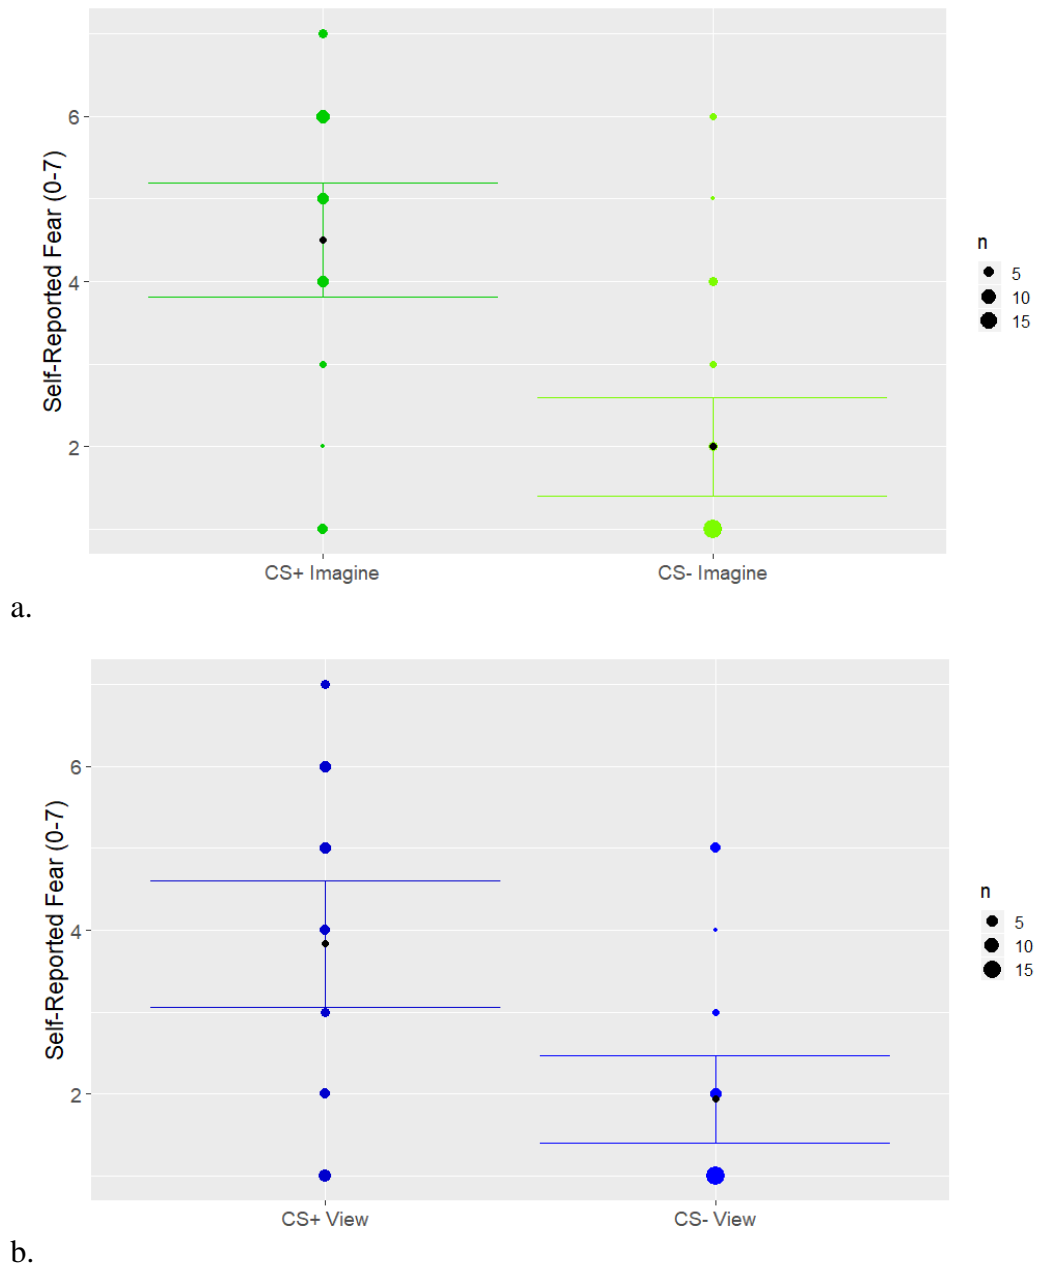 Self-Reported Fear (0-7)
6
4
2
CS+ Imagine
CS- Imagine
n
5
10
15
a.
Self-Reported Fear (0-7)
6
4
2
CS+ View
CS- View
n
5
10
15
b.